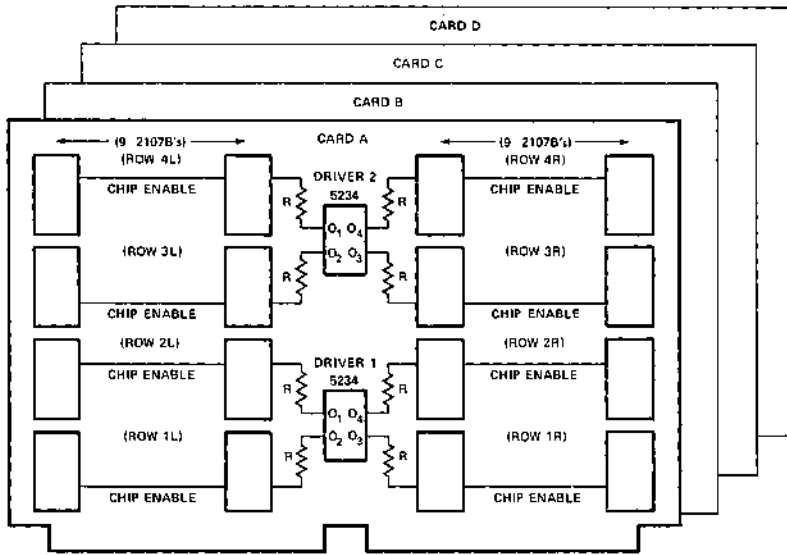 CARD D
CARD C
CARD B
CARD A
(9 2107B's)
(ROW 4L)
(9 2107B's)
(ROW 4R)
DRIVER 2
5234
CHIP ENABLE
R
R
CHIP ENABLE
O1 O4
O2 O3
(ROW 3L)
R
R
(ROW 3R)
CHIP ENABLE
CHIP ENABLE
(ROW 2L)
(ROW 2R)
DRIVER 1
5234
CHIP ENABLE
R
R
CHIP ENABLE
O1 O4
O2 O3
(ROW 1L)
R
R
(ROW 1R)
CHIP ENABLE
CHIP ENABLE